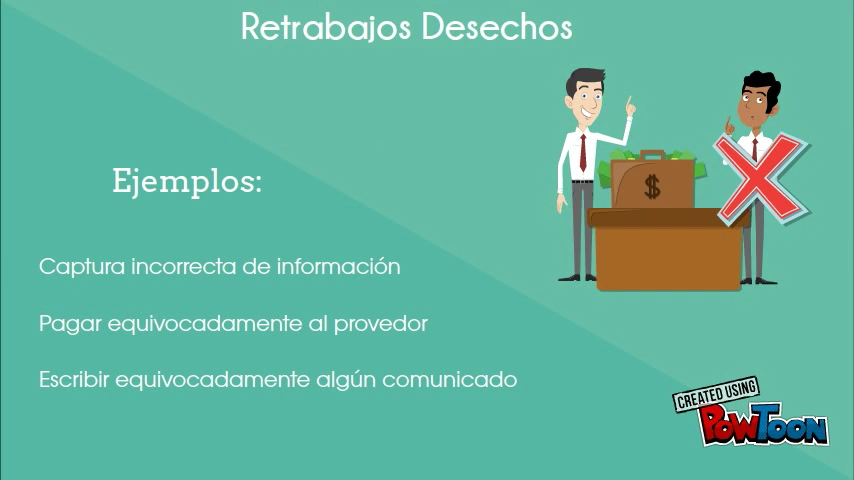 Retrabajos Desechos
Ejemplos:
$
Captura incorrecta de información
Pagar equivocadamente al provedor
Escribir equivocadamente algún comunicado
CREATED USING
POWTOON